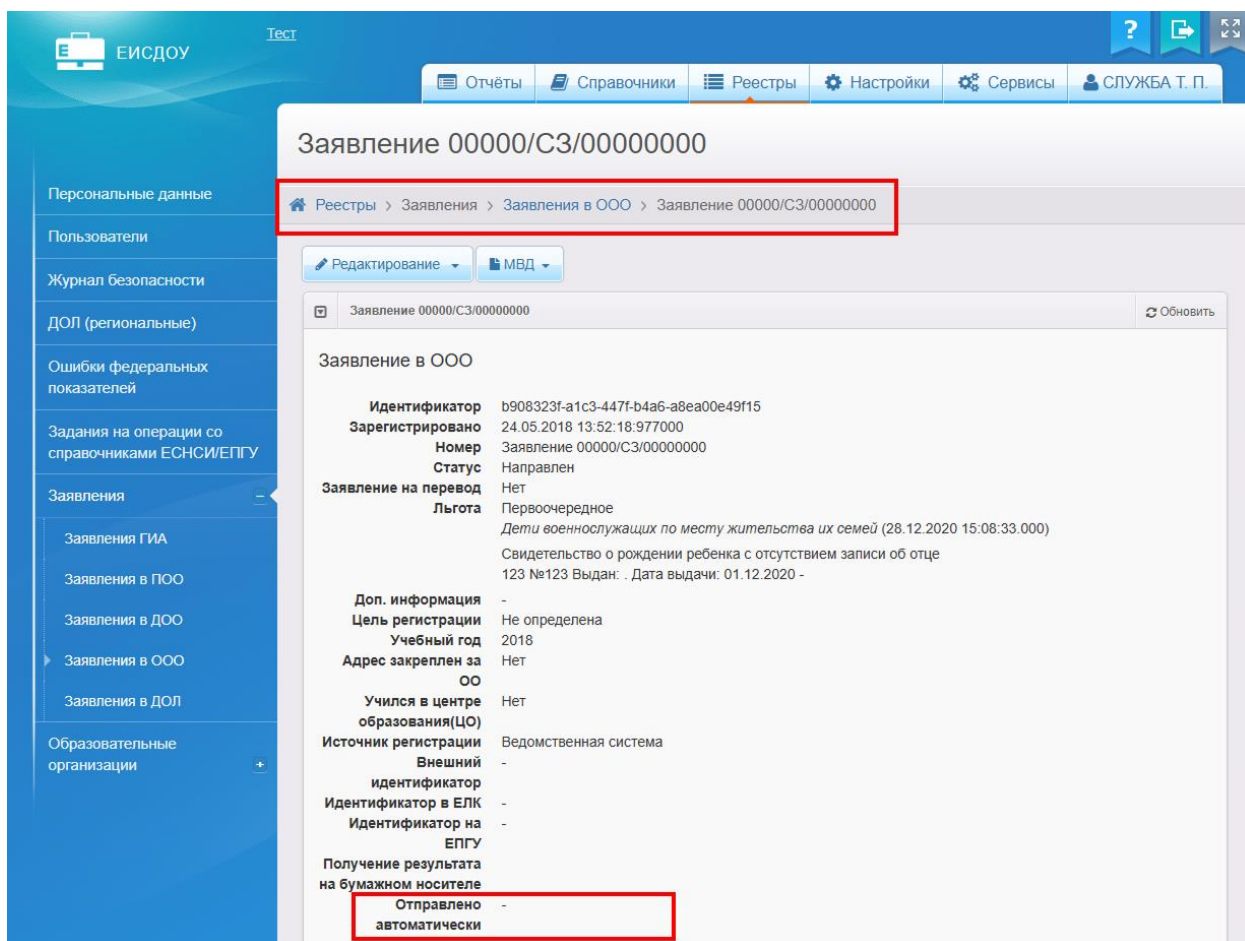 Е ЕИСДОУ
Тест
?
Отчёты Справочники Реестры Настройки Сервисы СЛУЖБА Т. П.
Заявление 00000/СЗ/00000000
Реестры > Заявления > Заявления в ООО > Заявление 00000/СЗ/00000000
Персональные данные
Пользователи
Журнал безопасности
ДОЛ (региональные)
Ошибки федеральных
показателей
Задания на операции со
справочниками ЕСНСИ/ЕПГУ
Заявления
Заявления ГИА
Заявления в ПОО
Заявления в ДОО
Заявления в ООО
Заявления в ДОЛ
Образовательные
организации
Редактирование МВД
Заявление 00000/СЗ/00000000 Обновить
Заявление в ООО
Идентификатор b908323f-a1c3-447f-b4a6-a8ea00e49f15
Зарегистрировано 24.05.2018 13:52:18:977000
Номер Заявление 00000/СЗ/00000000
Статус Направлен
Заявление на перевод Нет
Льгота Первоочередное
Дети военнослужащих по месту жительства их семей (28.12.2020 15:08:33.000)
Свидетельство о рождении ребенка с отсутствием записи об отце
123 №123 Выдан: . Дата выдачи: 01.12.2020 -
Доп. информация -
Цель регистрации Не определена
Учебный год 2018
Адрес закреплен за Нет
ОО
Учился в центре Нет
образования(ЦО)
Источник регистрации Ведомственная система
Внешний -
идентификатор
Идентификатор в ЕЛК -
Идентификатор на -
ЕПГУ
Получение результата
на бумажном носителе
Отправлено -
автоматически